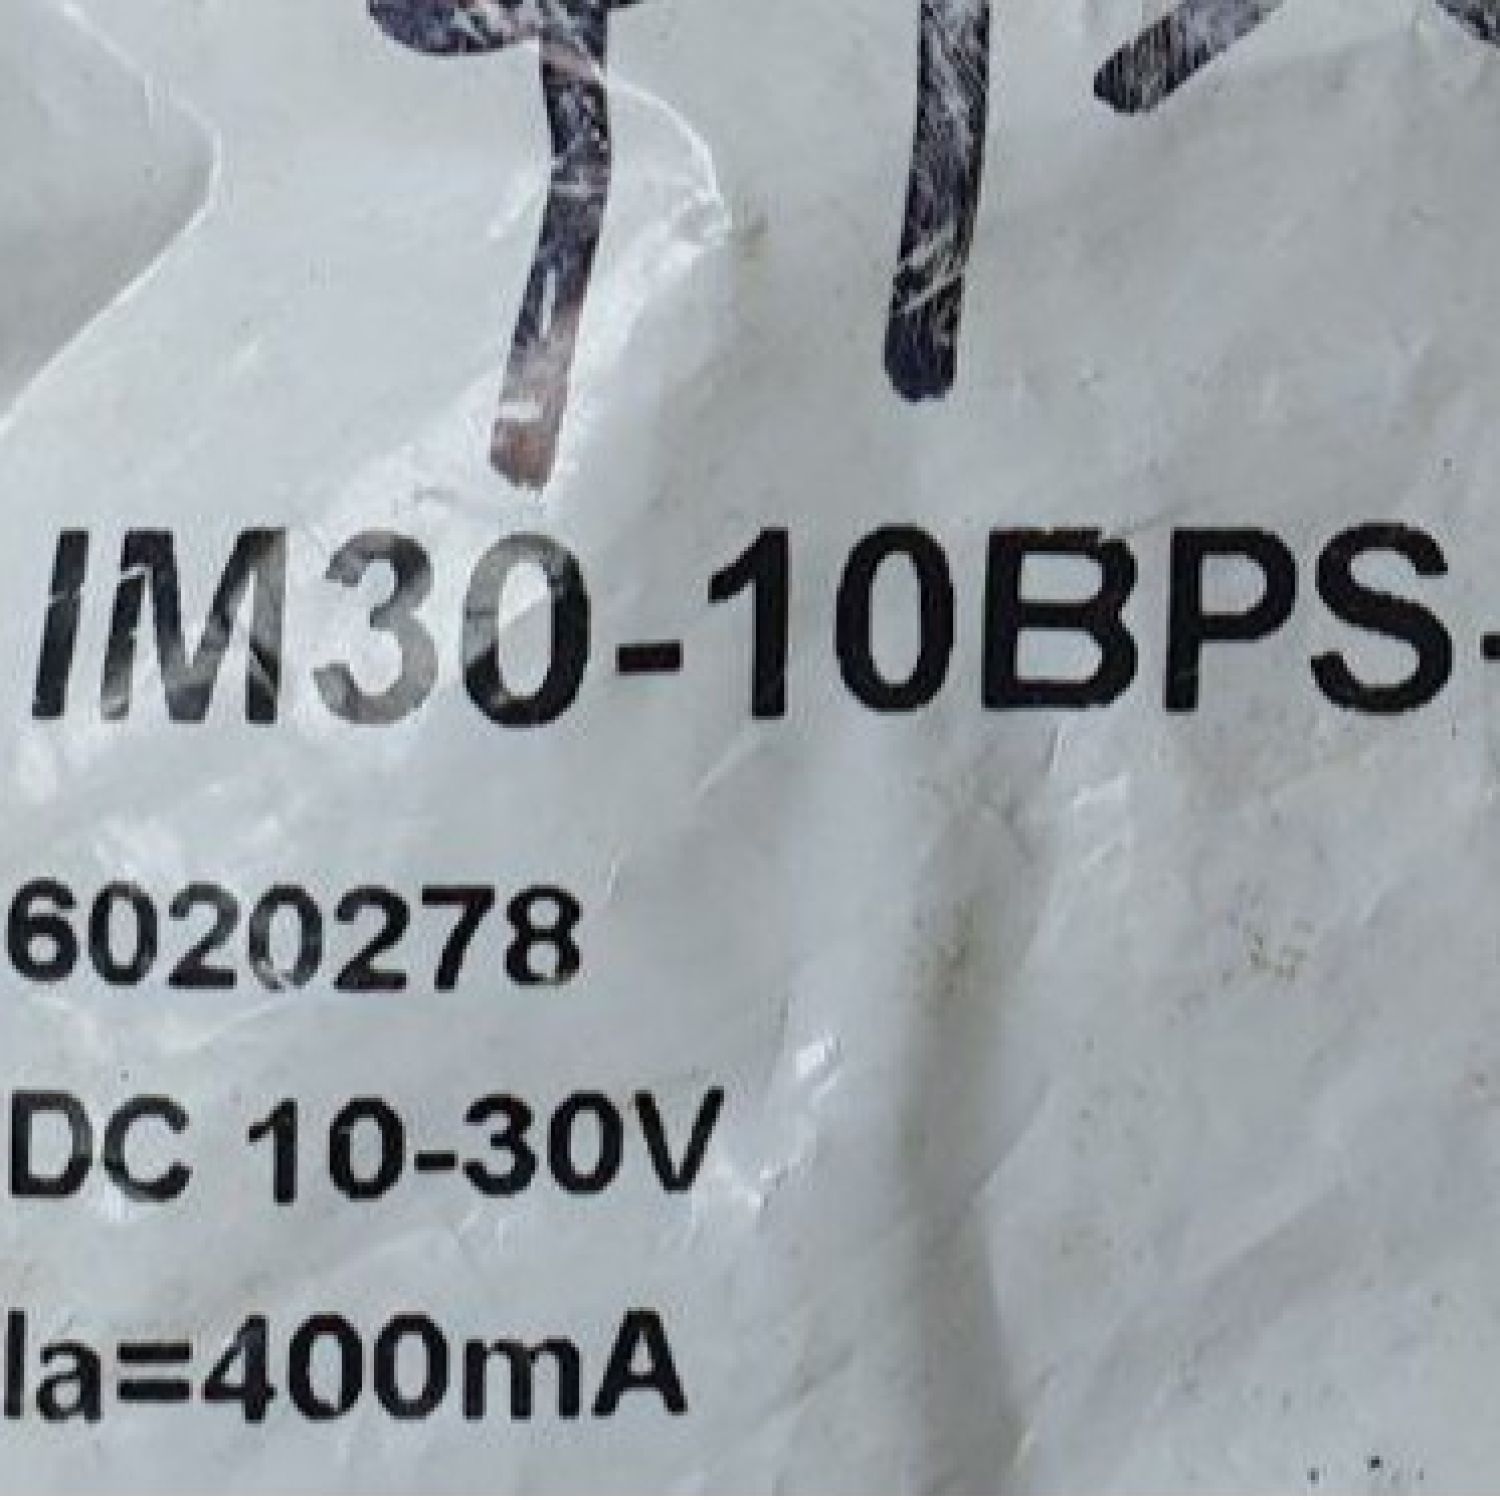 IM30-10BPS-
6020278
DC 10-30V
Ia=400mA